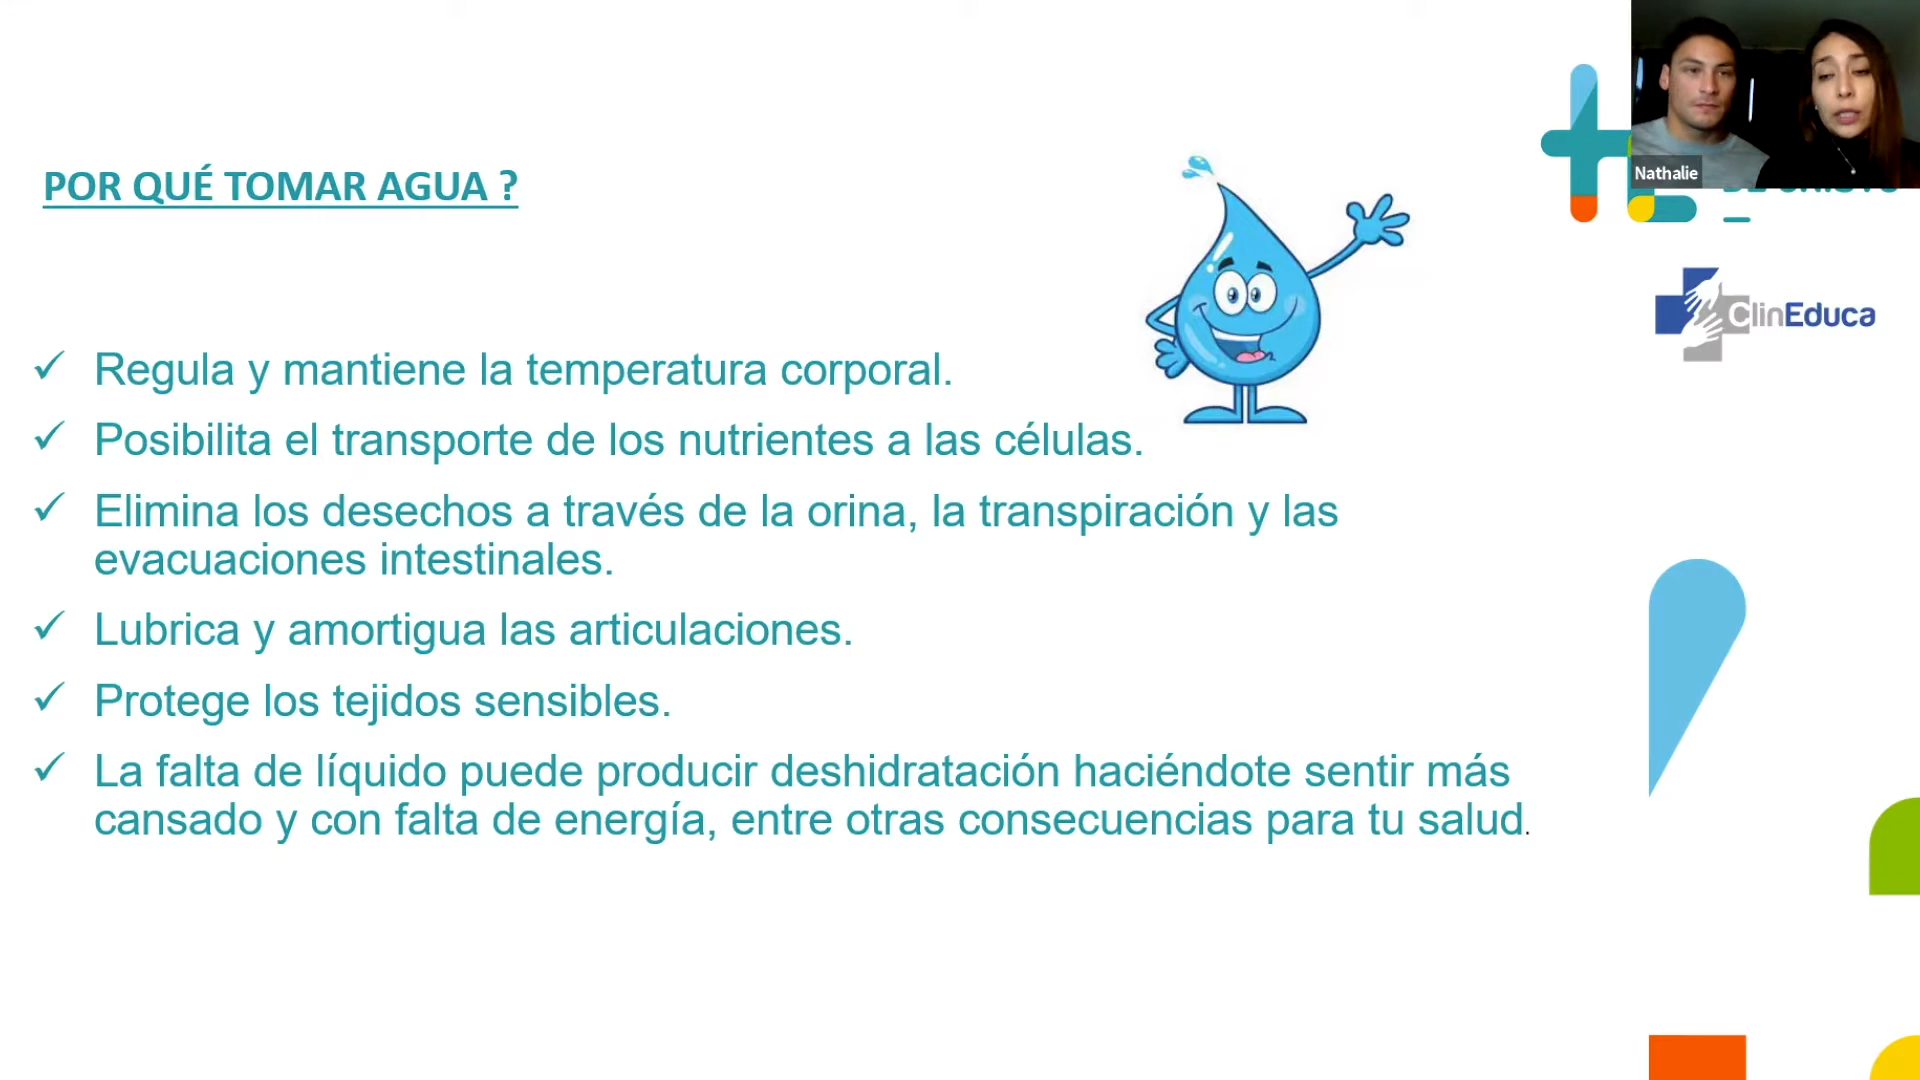 Nathalie
POR QUÉ TOMAR AGUA ?
ClinEduca
✓ Regula y mantiene la temperatura corporal.
✓ Posibilita el transporte de los nutrientes a las células.
✓ Elimina los desechos a través de la orina, la transpiración y las
evacuaciones intestinales.
✓ Lubrica y amortigua las articulaciones.
✓ Protege los tejidos sensibles.
✓ La falta de líquido puede producir deshidratación haciéndote sentir más
cansado y con falta de energía, entre otras consecuencias para tu salud.